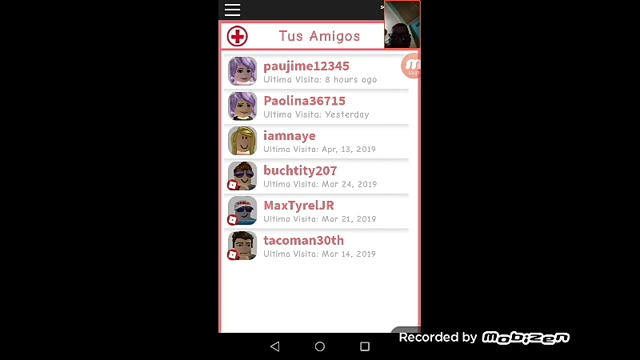 Tus Amigos
paujime12345
Ultima Visita: 8 hours ago
Paolina36715
Ultima Visita: Yesterday
iamnaye
Ultima Visita: Apr, 13, 2019
buchtity207
Ultima Visita: Mar 24, 2019
MaxTyrelJR
Ultima Visita: Mar 21, 2019
tacoman30th
Ultima Visita: Mar 14, 2019
Recorded by Mobizen